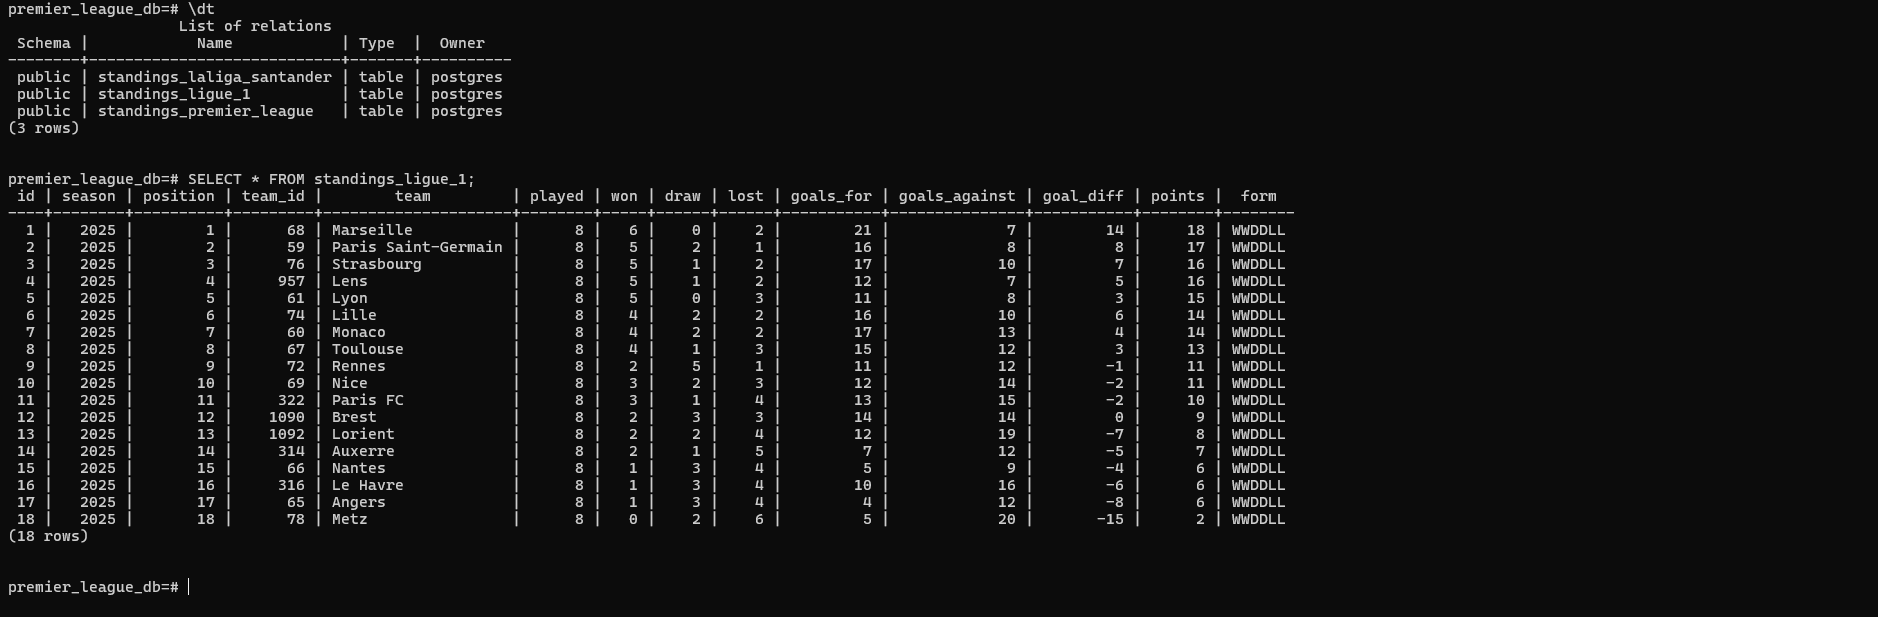 premier_league_db=# \dt
                   List of relations
 Schema |            Name            | Type  |  Owner
--------+----------------------------+-------+----------
 public | standings_laliga_santander | table | postgres
 public | standings_ligue_1          | table | postgres
 public | standings_premier_league   | table | postgres
(3 rows)
premier_league_db=# SELECT * FROM standings_ligue_1;
 id | season | position | team_id |        team         | played | won | draw | lost | goals_for | goals_against | goal_diff | points |  form
----+--------+----------+---------+---------------------+--------+-----+------+------+-----------+---------------+-----------+--------+--------
  1 |   2025 |        1 |      68 | Marseille           |      8 |   6 |    0 |    2 |        21 |             7 |        14 |     18 | WWDDLL
  2 |   2025 |        2 |      59 | Paris Saint-Germain |      8 |   5 |    2 |    1 |        16 |             8 |         8 |     17 | WWDDLL
  3 |   2025 |        3 |      76 | Strasbourg          |      8 |   5 |    1 |    2 |        17 |            10 |         7 |     16 | WWDDLL
  4 |   2025 |        4 |     957 | Lens                |      8 |   5 |    1 |    2 |        12 |             7 |         5 |     16 | WWDDLL
  5 |   2025 |        5 |      61 | Lyon                |      8 |   5 |    0 |    3 |        11 |             8 |         3 |     15 | WWDDLL
  6 |   2025 |        6 |      74 | Lille               |      8 |   4 |    2 |    2 |        16 |            10 |         6 |     14 | WWDDLL
  7 |   2025 |        7 |      60 | Monaco              |      8 |   4 |    2 |    2 |        17 |            13 |         4 |     14 | WWDDLL
  8 |   2025 |        8 |      67 | Toulouse            |      8 |   4 |    1 |    3 |        15 |            12 |         3 |     13 | WWDDLL
  9 |   2025 |        9 |      72 | Rennes              |      8 |   2 |    5 |    1 |        11 |            12 |        -1 |     11 | WWDDLL
 10 |   2025 |       10 |      69 | Nice                |      8 |   3 |    2 |    3 |        12 |            14 |        -2 |     11 | WWDDLL
 11 |   2025 |       11 |     322 | Paris FC            |      8 |   3 |    1 |    4 |        13 |            15 |        -2 |     10 | WWDDLL
 12 |   2025 |       12 |    1090 | Brest               |      8 |   2 |    3 |    3 |        14 |            14 |         0 |      9 | WWDDLL
 13 |   2025 |       13 |    1092 | Lorient             |      8 |   2 |    2 |    4 |        12 |            19 |        -7 |      8 | WWDDLL
 14 |   2025 |       14 |     314 | Auxerre             |      8 |   2 |    1 |    5 |         7 |            12 |        -5 |      7 | WWDDLL
 15 |   2025 |       15 |      66 | Nantes              |      8 |   1 |    3 |    4 |         5 |             9 |        -4 |      6 | WWDDLL
 16 |   2025 |       16 |     316 | Le Havre            |      8 |   1 |    3 |    4 |        10 |            16 |        -6 |      6 | WWDDLL
 17 |   2025 |       17 |      65 | Angers              |      8 |   1 |    3 |    4 |         4 |            12 |        -8 |      6 | WWDDLL
 18 |   2025 |       18 |      78 | Metz                |      8 |   0 |    2 |    6 |         5 |            20 |       -15 |      2 | WWDDLL
(18 rows)
premier_league_db=#